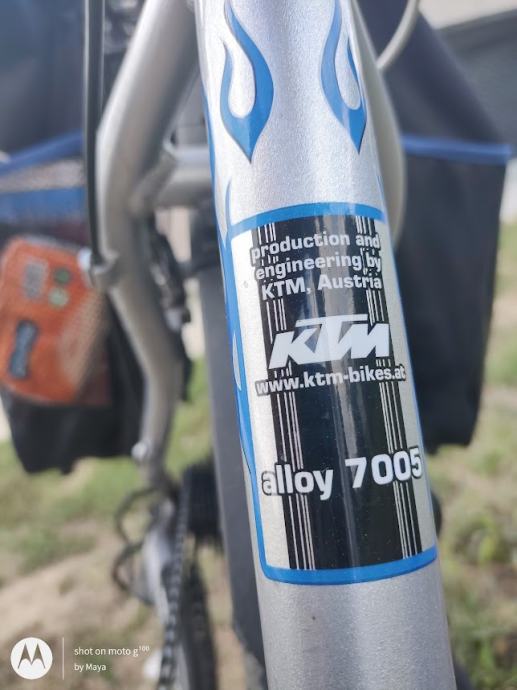 production and
engineering by
KTM, Austria
KTM
www.ktm-bikes.at
alloy 7005
shot on moto g¹⁰⁰
by Maya